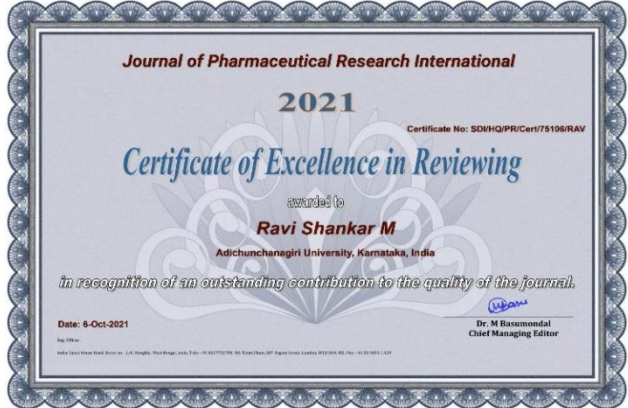 Journal of Pharmaceutical Research International
2021
Certificate No: SDI/HQ/PR/Cert/75106/RAV
Certificate of Excellence in Reviewing
awarded to
Ravi Shankar M
Adichunchanagiri University, Karnataka, India
in recognition of an outstanding contribution to the quality of the journal.
Date: 6-Oct-2021
Dr. M Basumondal
Chief Managing Editor
Reg. Offices: